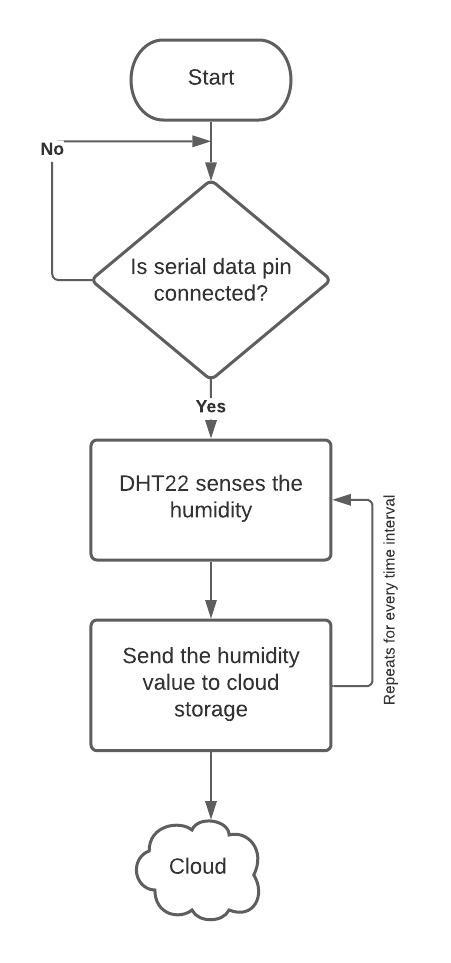 Start
No
Is serial data pin
connected?
Yes
DHT22 senses the
humidity
Repeats for every time interval
Send the humidity
value to cloud
storage
Cloud